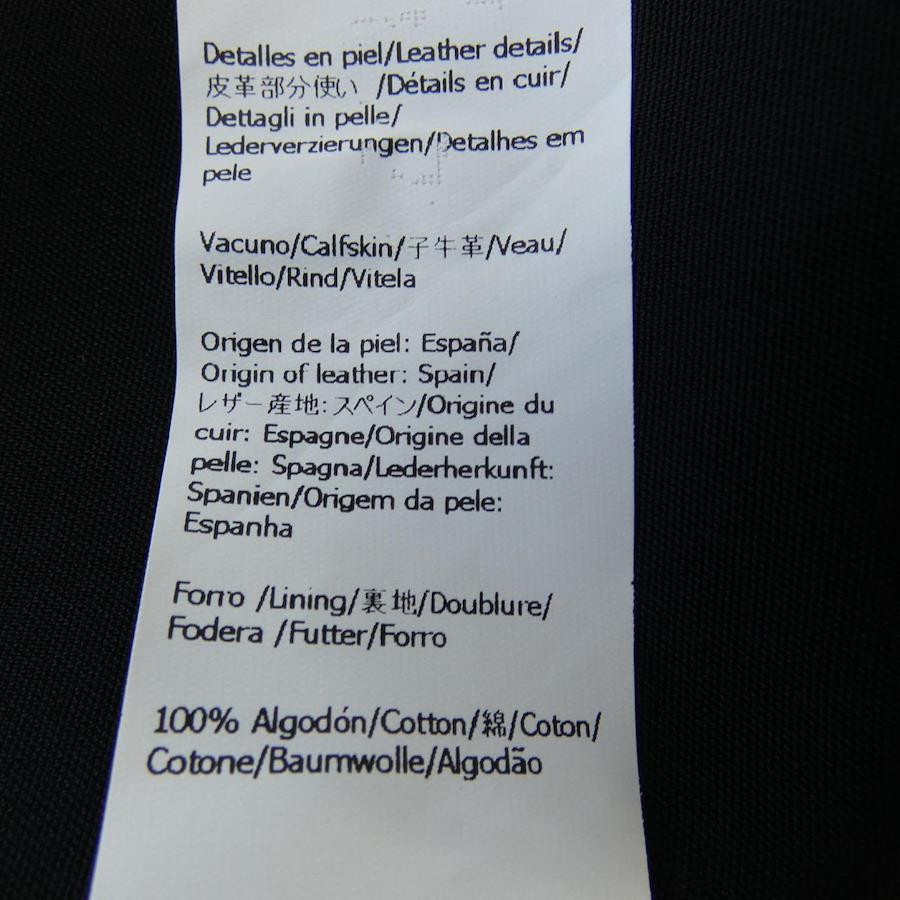 Detalles en piel/Leather details/
皮革部分使い /Détails en cuir/
Dettagli in pelle/
Lederverzierungen/Detalhes em
pele
Vacuno/Calfskin/子牛革/Veau/
Vitello/Rind/Vitela
Origen de la piel: España/
Origin of leather: Spain/
レザー産地:スペイン/Origine du
cuir: Espagne/Origine della
pelle: Spagna/Lederherkunft:
Spanien/Origem da pele:
Espanha
Forro /Lining/裏地/Doublure/
Fodera /Futter/Forro
100% Algodón/Cotton/綿/Coton/
Cotone/Baumwolle/Algodão